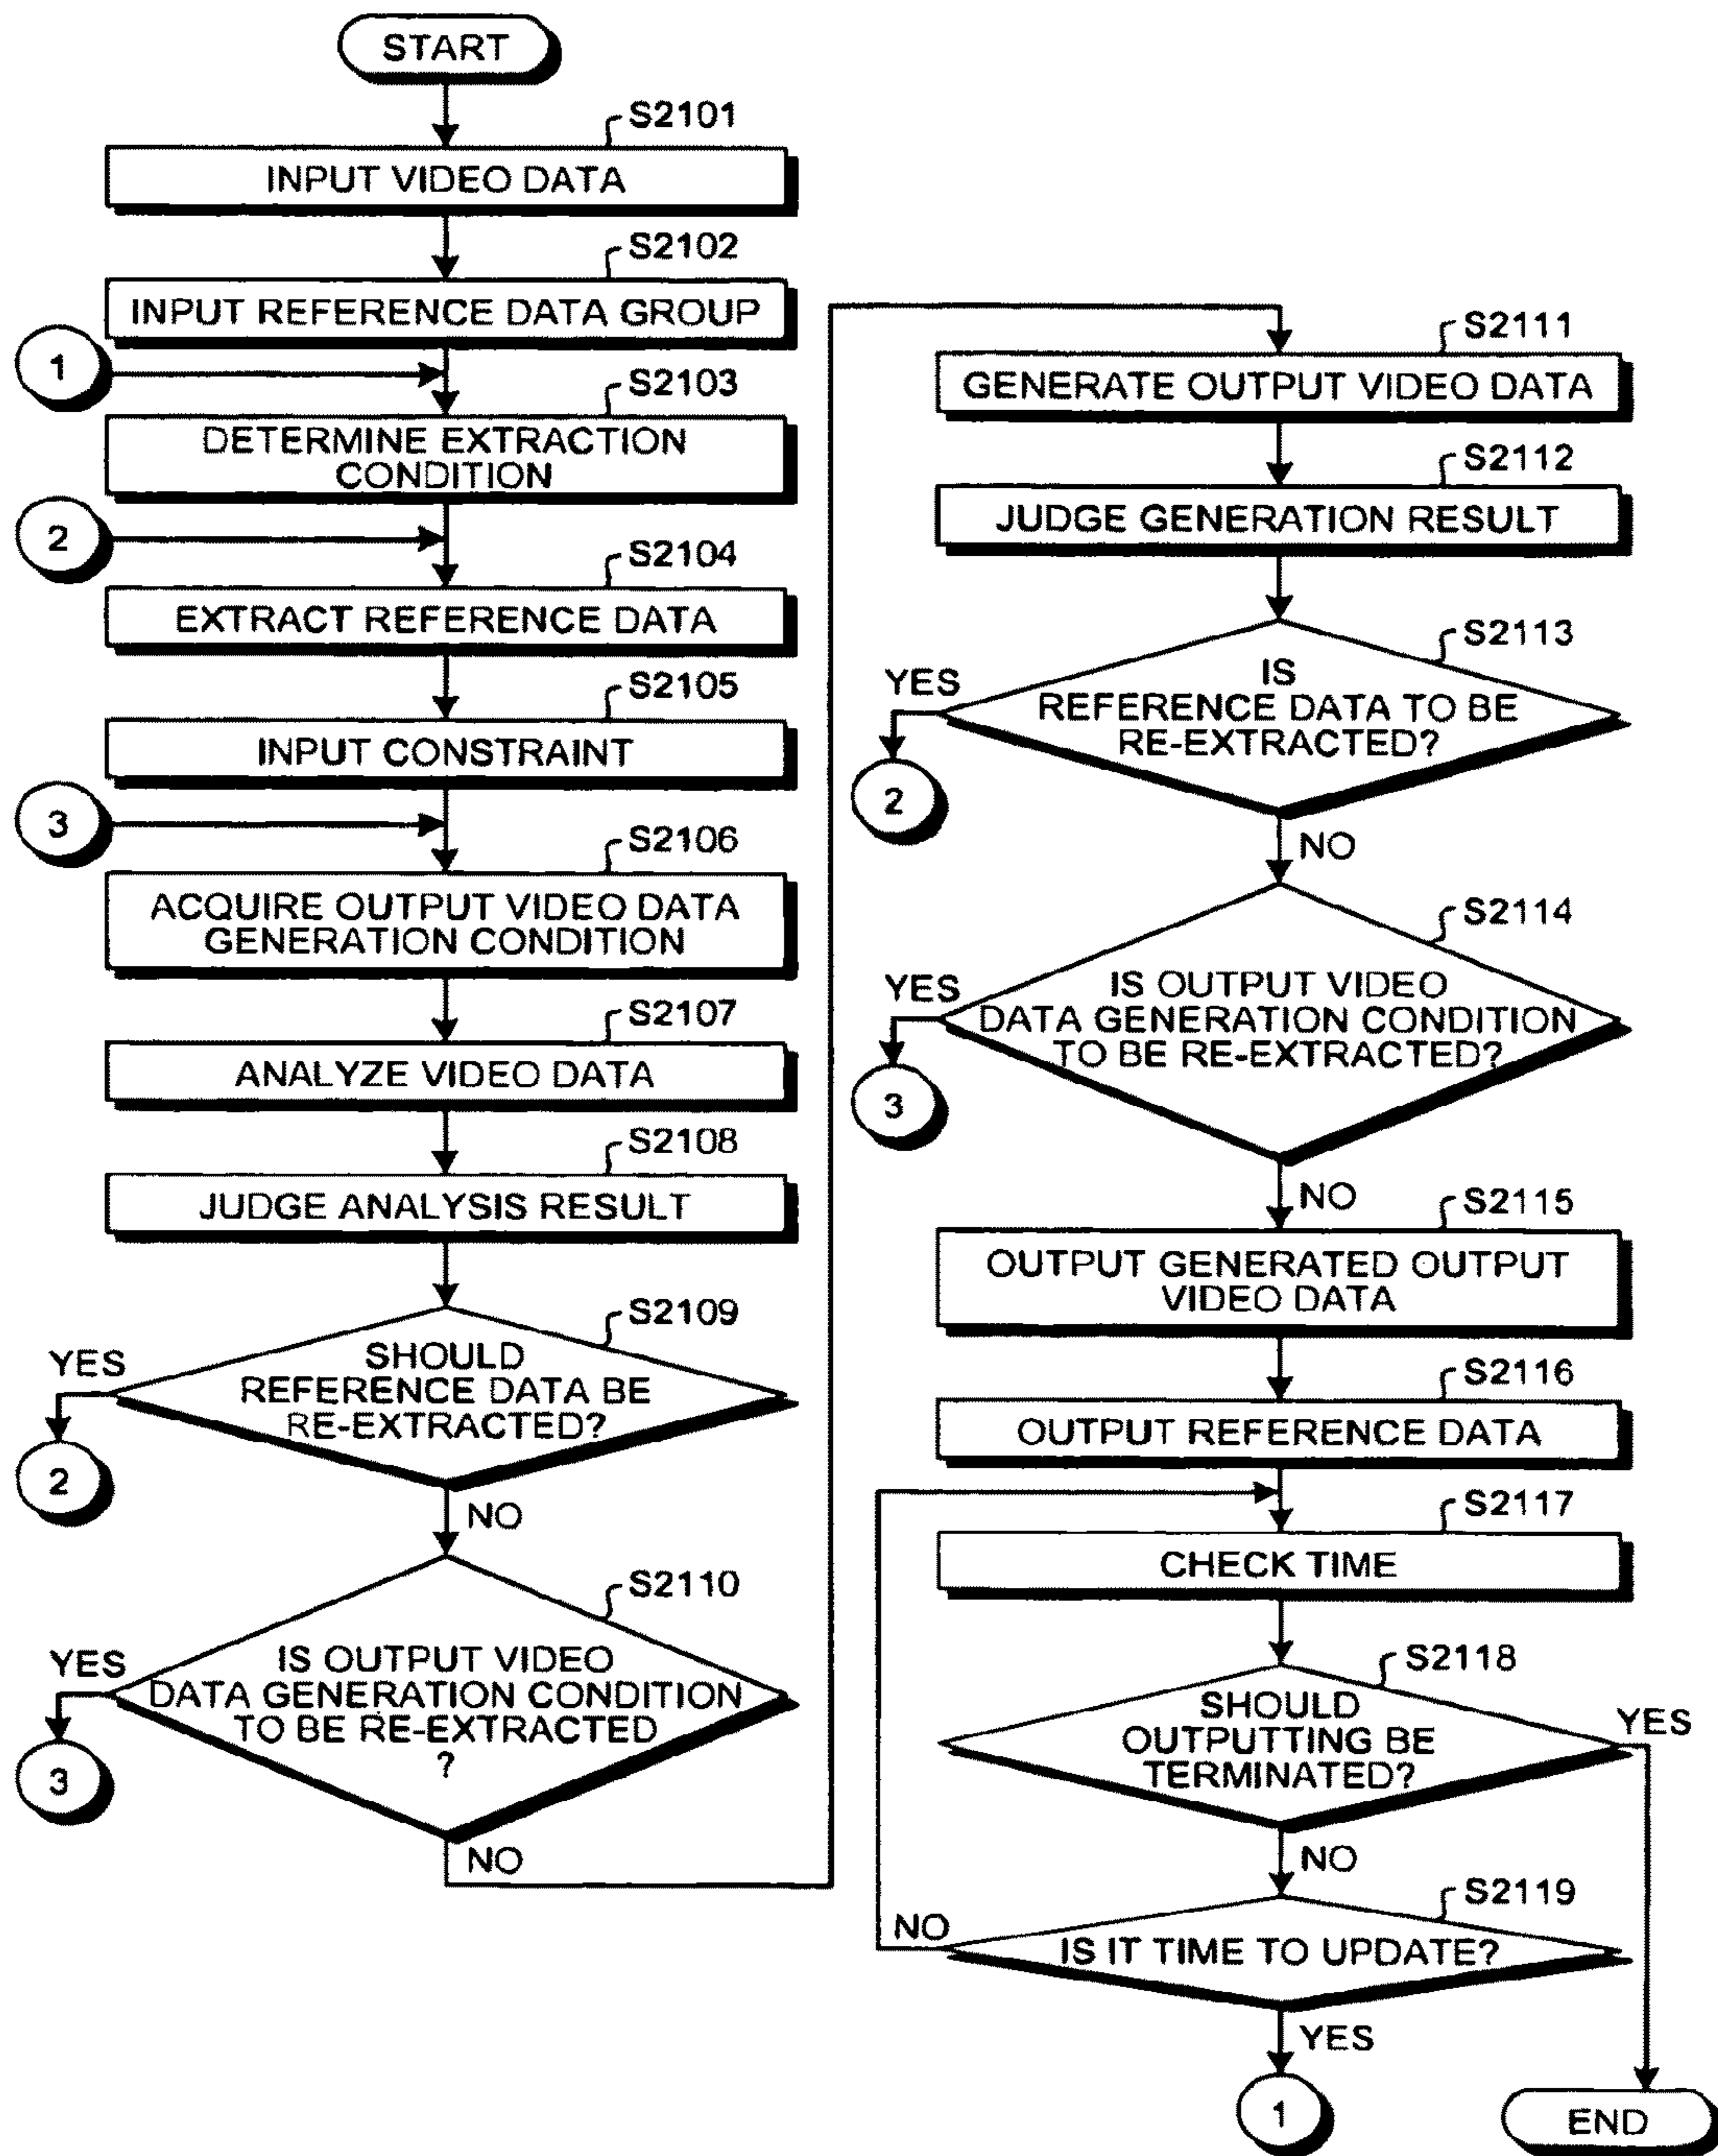 START
S2101
INPUT VIDEO DATA
S2102
INPUT REFERENCE DATA GROUP
1
S2103
DETERMINE EXTRACTION
CONDITION
2
S2104
EXTRACT REFERENCE DATA
S2105
INPUT CONSTRAINT
3
S2106
ACQUIRE OUTPUT VIDEO DATA
GENERATION CONDITION
S2107
ANALYZE VIDEO DATA
S2108
JUDGE ANALYSIS RESULT
S2109
SHOULD
REFERENCE DATA BE
RE-EXTRACTED?
YES
2
NO
S2110
IS OUTPUT VIDEO
DATA GENERATION CONDITION
TO BE RE-EXTRACTED
?
YES
3
NO
S2111
GENERATE OUTPUT VIDEO DATA
S2112
JUDGE GENERATION RESULT
S2113
IS
REFERENCE DATA TO BE
RE-EXTRACTED?
YES
2
NO
S2114
IS OUTPUT VIDEO
DATA GENERATION CONDITION
TO BE RE-EXTRACTED?
YES
3
NO
S2115
OUTPUT GENERATED OUTPUT
VIDEO DATA
S2116
OUTPUT REFERENCE DATA
S2117
CHECK TIME
S2118
SHOULD
OUTPUTTING BE
TERMINATED?
YES
NO
S2119
IS IT TIME TO UPDATE?
NO
YES
1
END